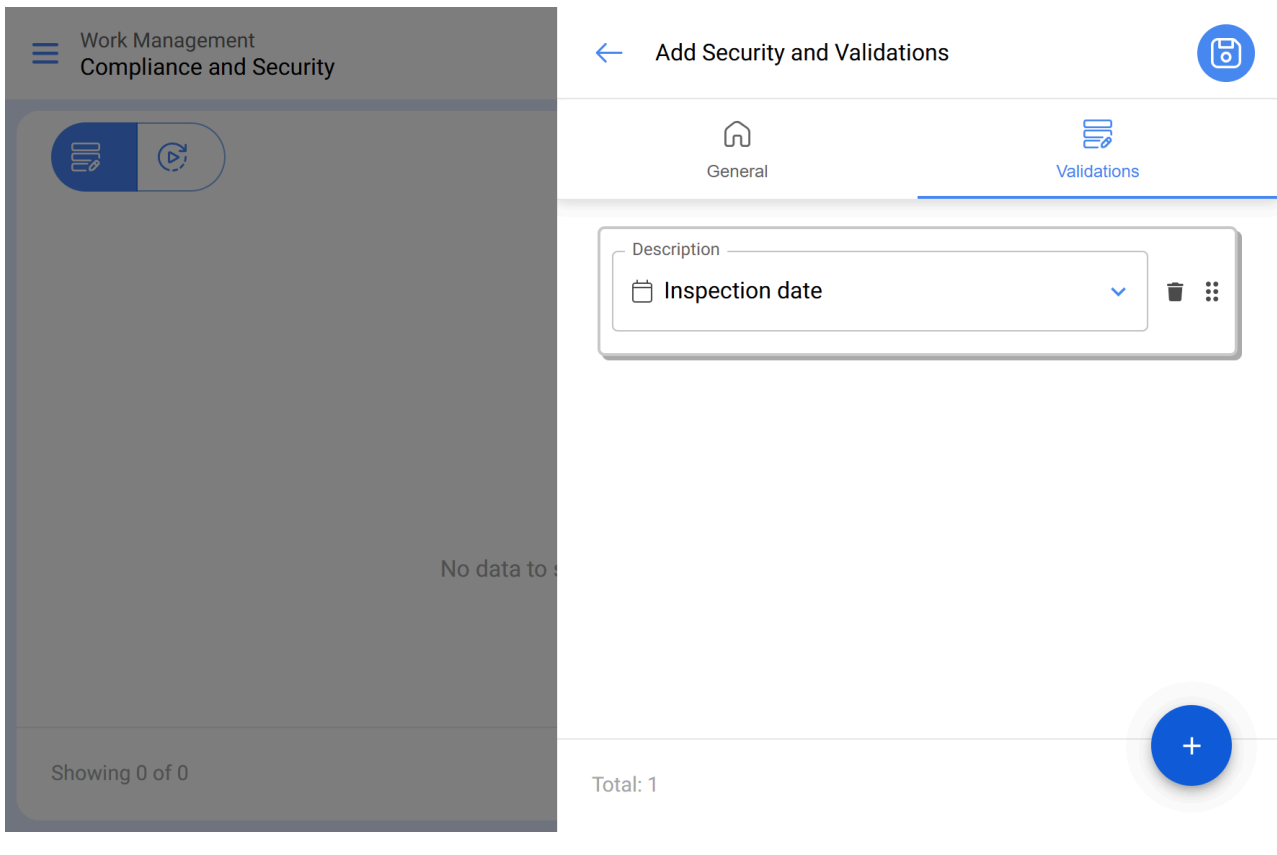 Work Management
Compliance and Security
No data to
Showing 0 of 0
Add Security and Validations
General
Validations
Description
Inspection date
Total: 1